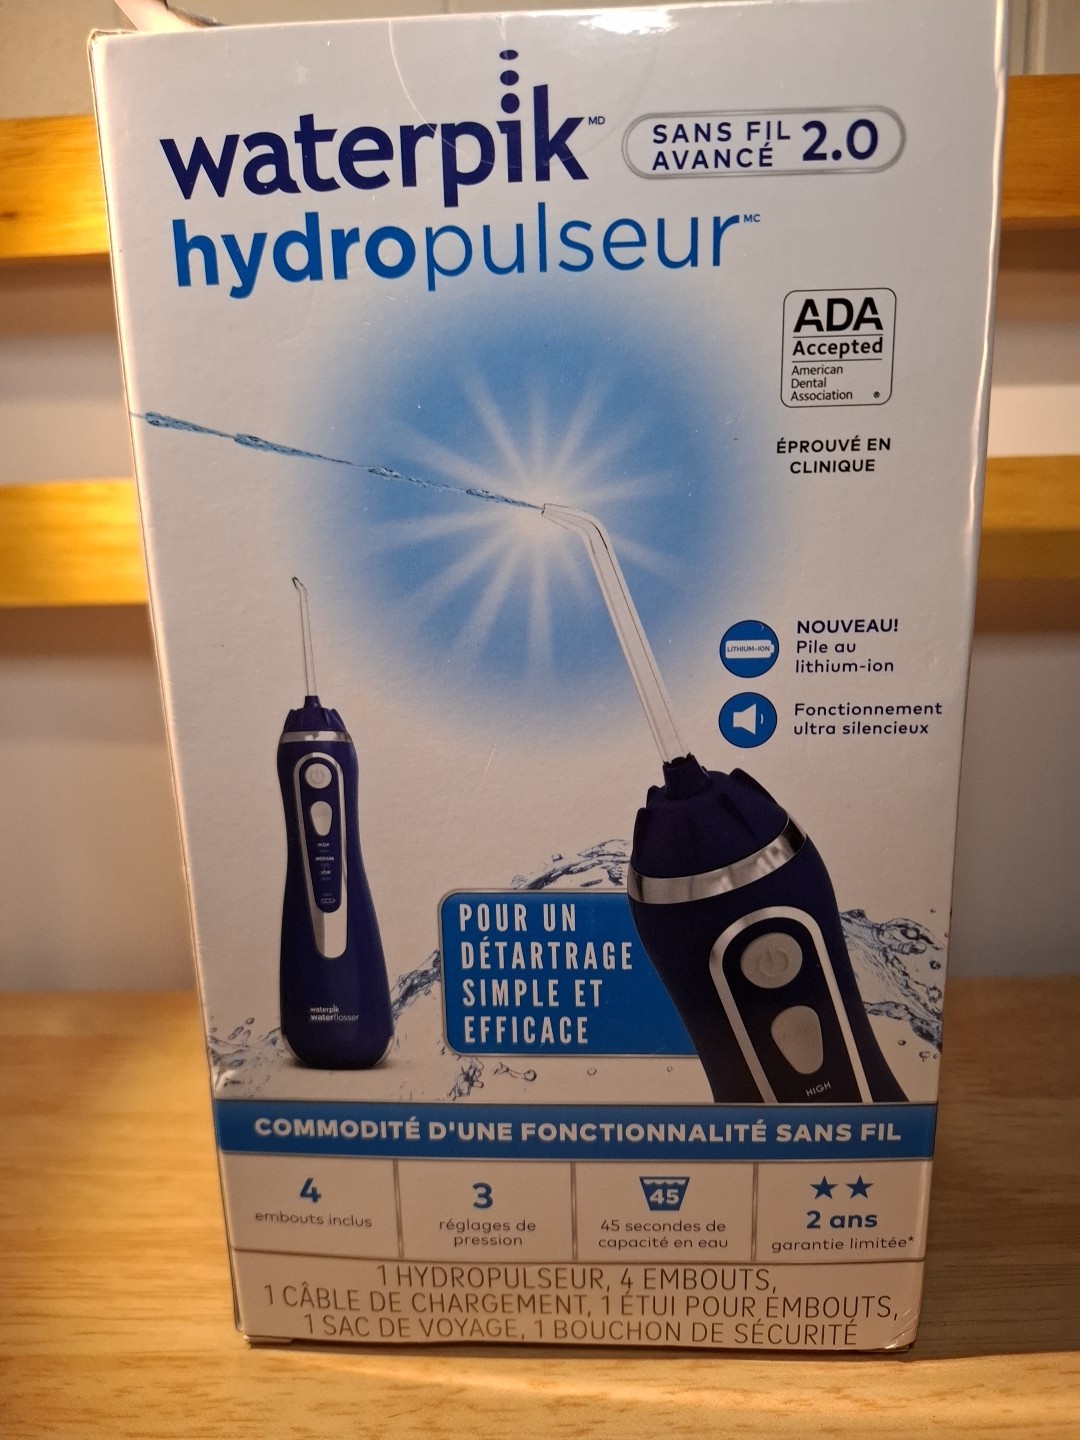 waterpik MD
SANS FIL
AVANCÉ 2.0
hydropulseur MC
ADA
Accepted
American
Dental
Association ®
ÉPROUVÉ EN
CLINIQUE
LITHIUM-ION
NOUVEAU!
Pile au
lithium-ion
Fonctionnement
ultra silencieux
HIGH
MEDIUM
LOW
waterpik
waterflosser
POUR UN
DÉTARTRAGE
SIMPLE ET
EFFICACE
HIGH
COMMODITÉ D'UNE FONCTIONNALITÉ SANS FIL
4
embouts inclus
3
réglages de
pression
45
45 secondes de
capacité en eau
2 ans
garantie limitée*
1 HYDROPULSEUR, 4 EMBOUTS,
1 CÂBLE DE CHARGEMENT, 1 ÉTUI POUR EMBOUTS,
1 SAC DE VOYAGE, 1 BOUCHON DE SÉCURITÉ